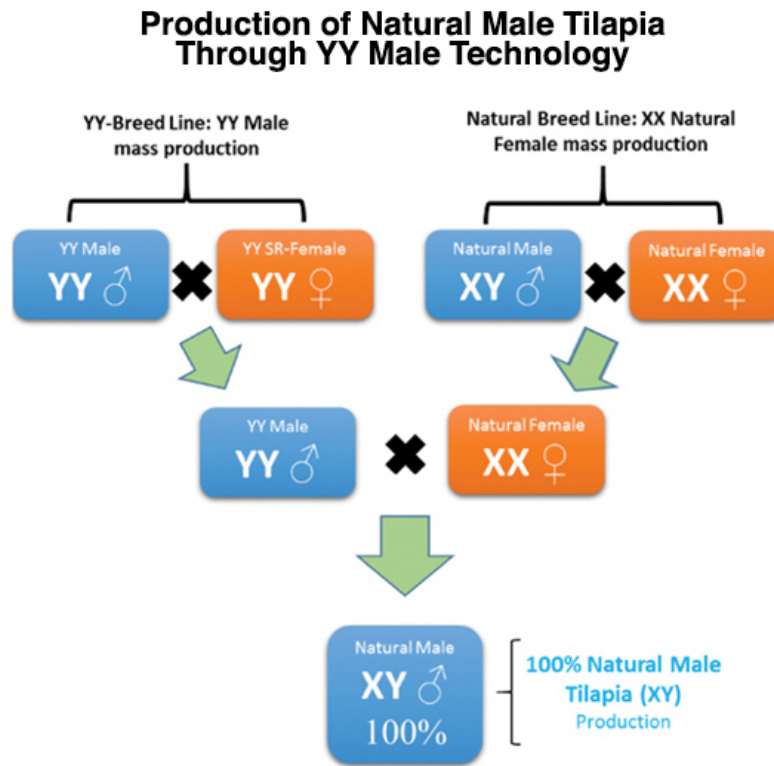 Production of Natural Male Tilapia
Through YY Male Technology
YY-Breed Line: YY Male
mass production
Natural Breed Line: XX Natural
Female mass production
YY Male
YY ♂
YY SR-Female
YY ♀
Natural Male
XY ♂
Natural Female
XX ♀
YY Male
YY ♂
Natural Female
XX ♀
Natural Male
XY ♂
100%
100% Natural Male
Tilapia (XY)
Production